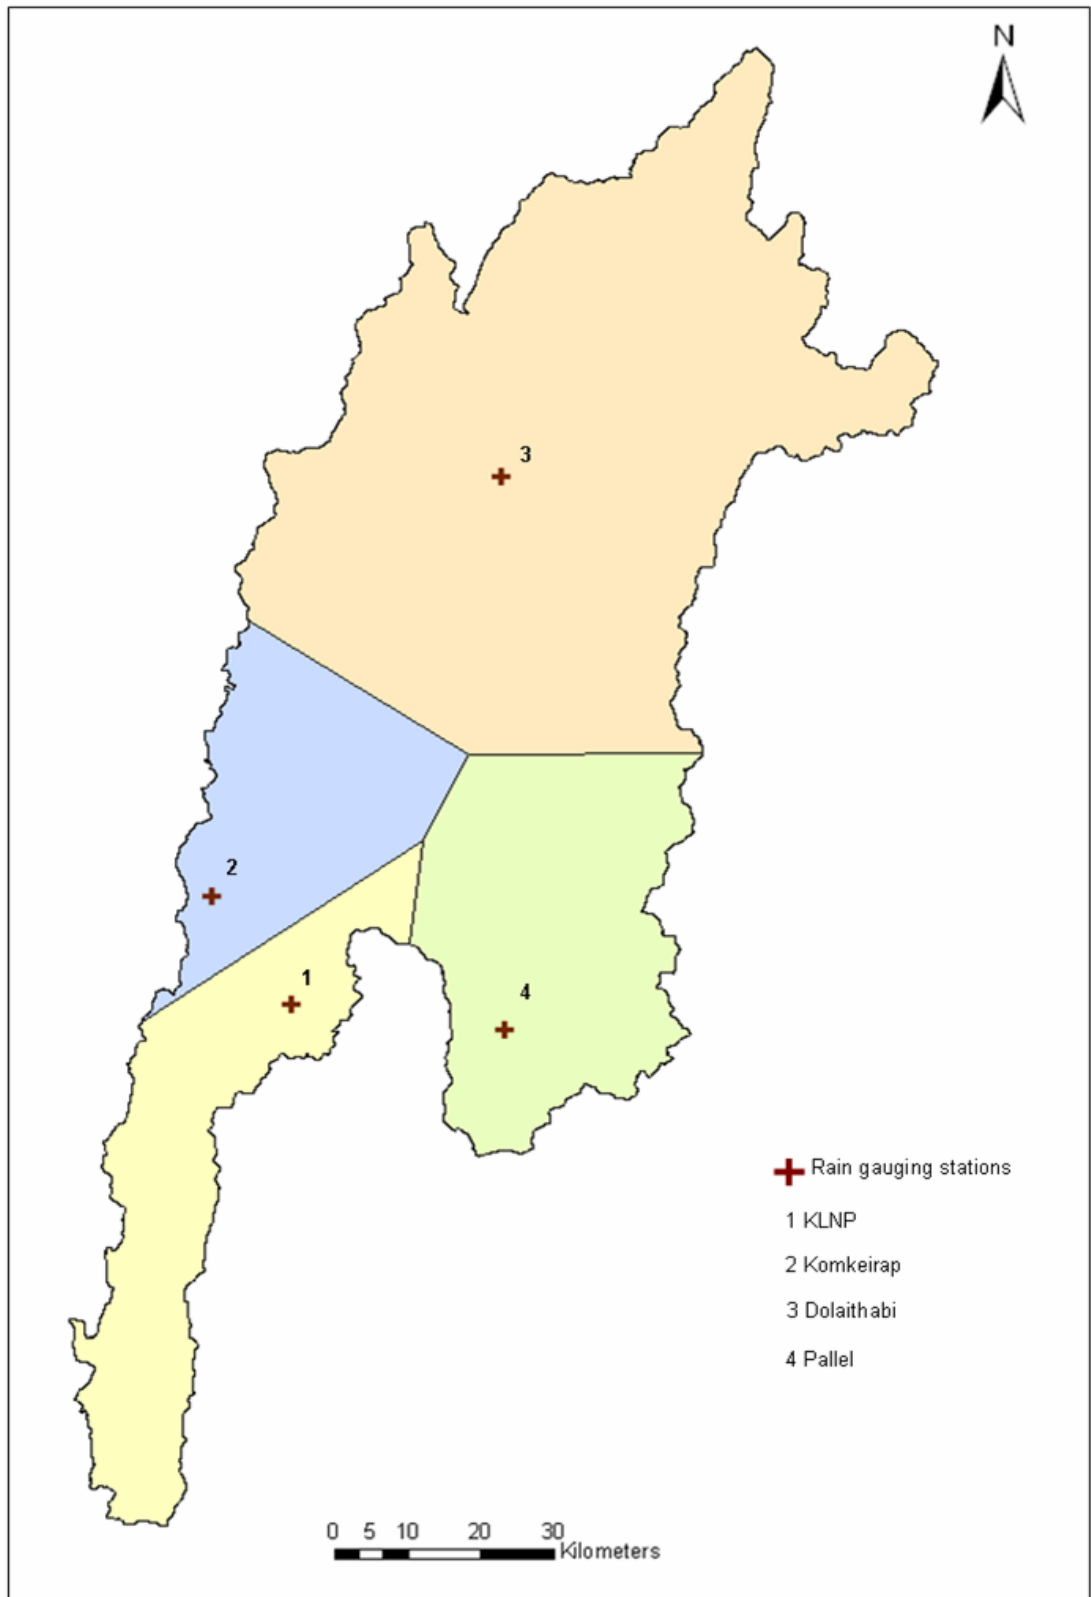 N
3
2
1
4
Rain gauging stations
1 KLNP
2 Komkeirap
3 Dolaithabi
4 Pallel
0 5 10 20 30
Kilometers